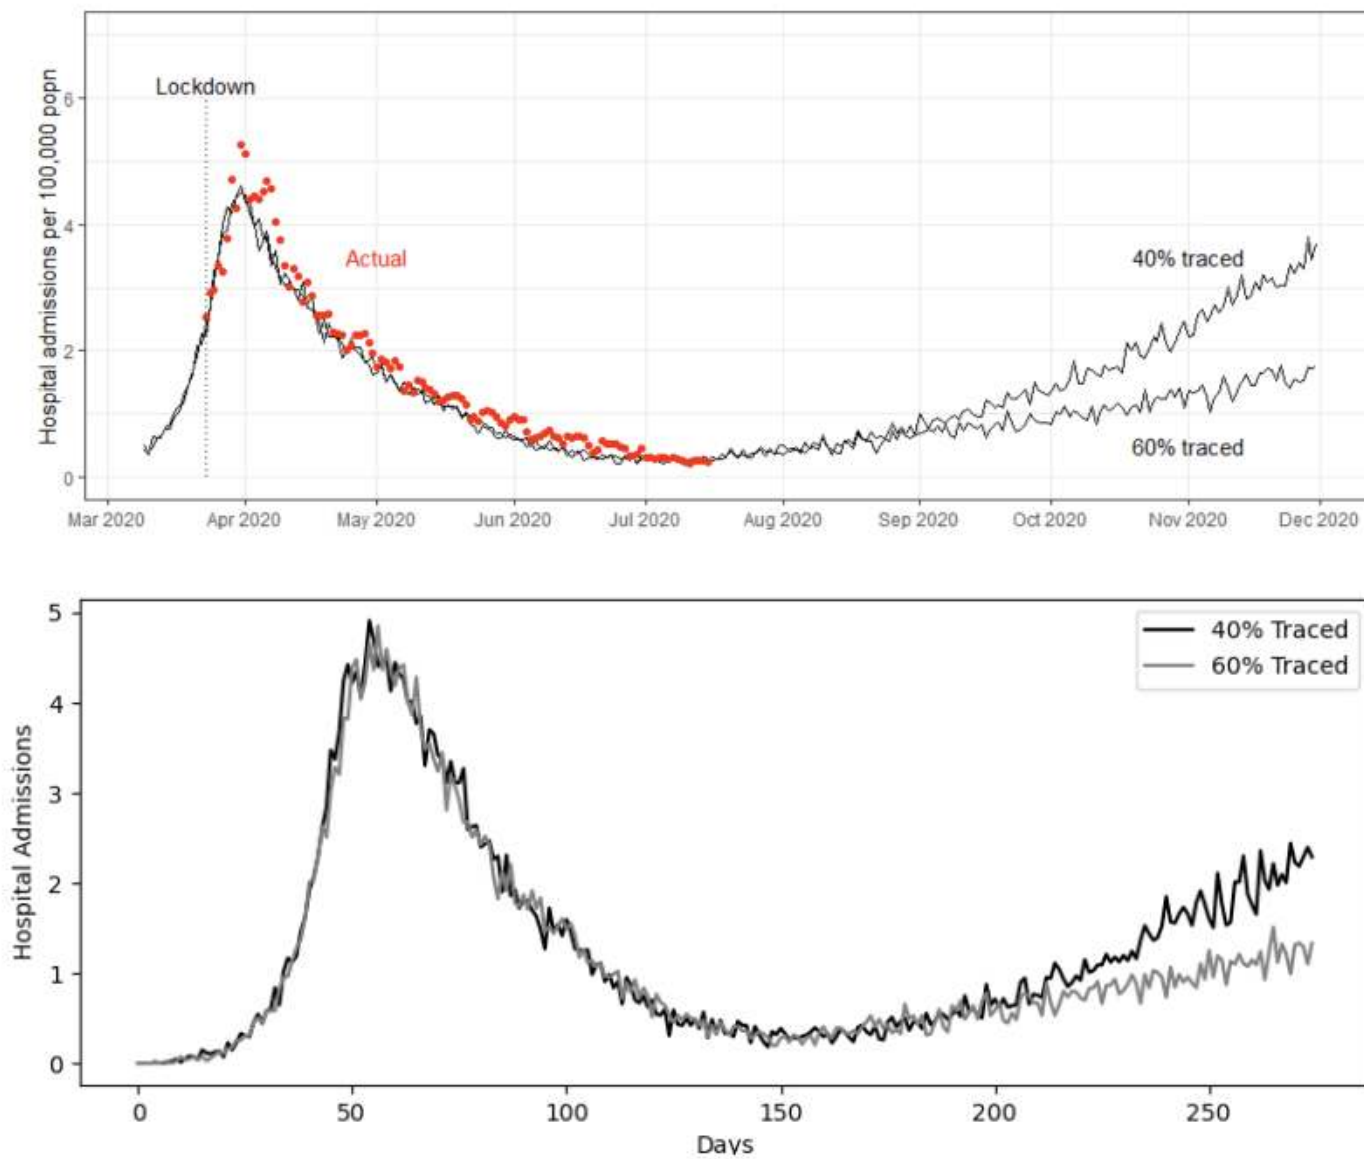 Hospital admissions per 100,000 popn
6
4
2
0
Lockdown
Actual
40% traced
60% traced
Mar 2020 Apr 2020 May 2020 Jun 2020 Jul 2020 Aug 2020 Sep 2020 Oct 2020 Nov 2020 Dec 2020
Hospital Admissions
5
4
3
2
1
0
40% Traced
60% Traced
0 50 100 150 200 250
Days